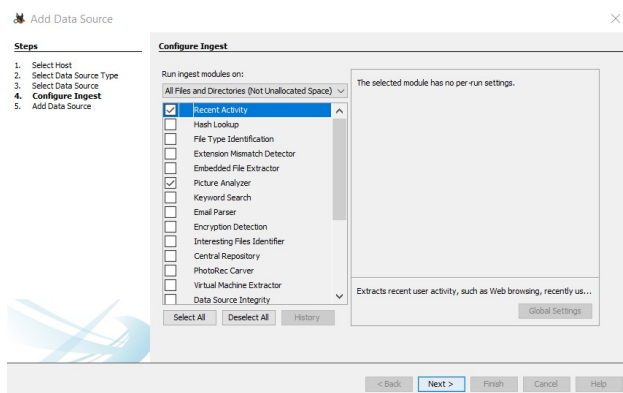 Add Data Source
Steps
1. Select Host
2. Select Data Source Type
3. Select Data Source
4. Configure Ingest
5. Add Data Source
Configure Ingest
Run ingest modules on:
All Files and Directories (Not Unallocated Space)
Recent Activity
Hash Lookup
File Type Identification
Extension Mismatch Detector
Embedded File Extractor
Picture Analyzer
Keyword Search
Email Parser
Encryption Detection
Interesting Files Identifier
Central Repository
PhotoRec Carver
Virtual Machine Extractor
Data Source Integrity
Select All Deselect All History
The selected module has no per-run settings.
Extracts recent user activity, such as Web browsing, recently us...
Global Settings
< Back Next > Finish Cancel Help